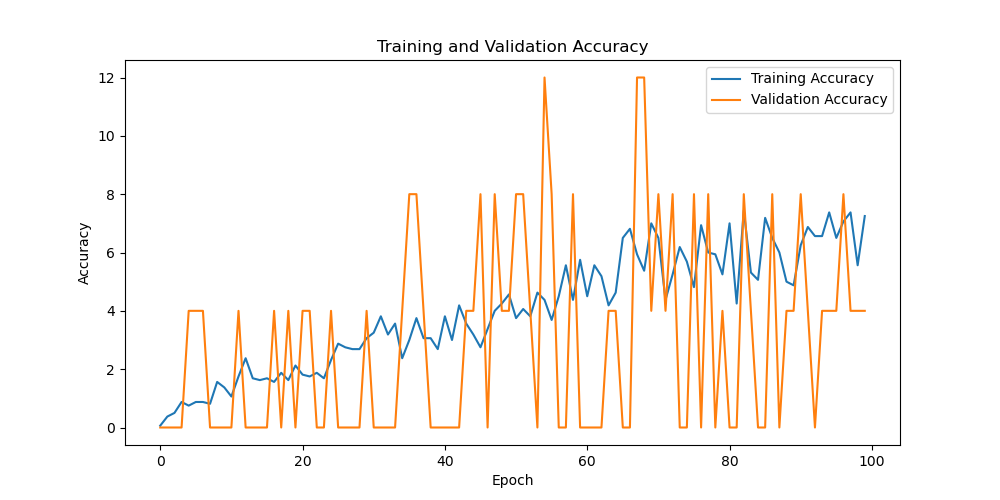 Training and Validation Accuracy
Training Accuracy
Validation Accuracy
12
10
8
6
4
2
0
Accuracy
0 20 40 60 80 100
Epoch